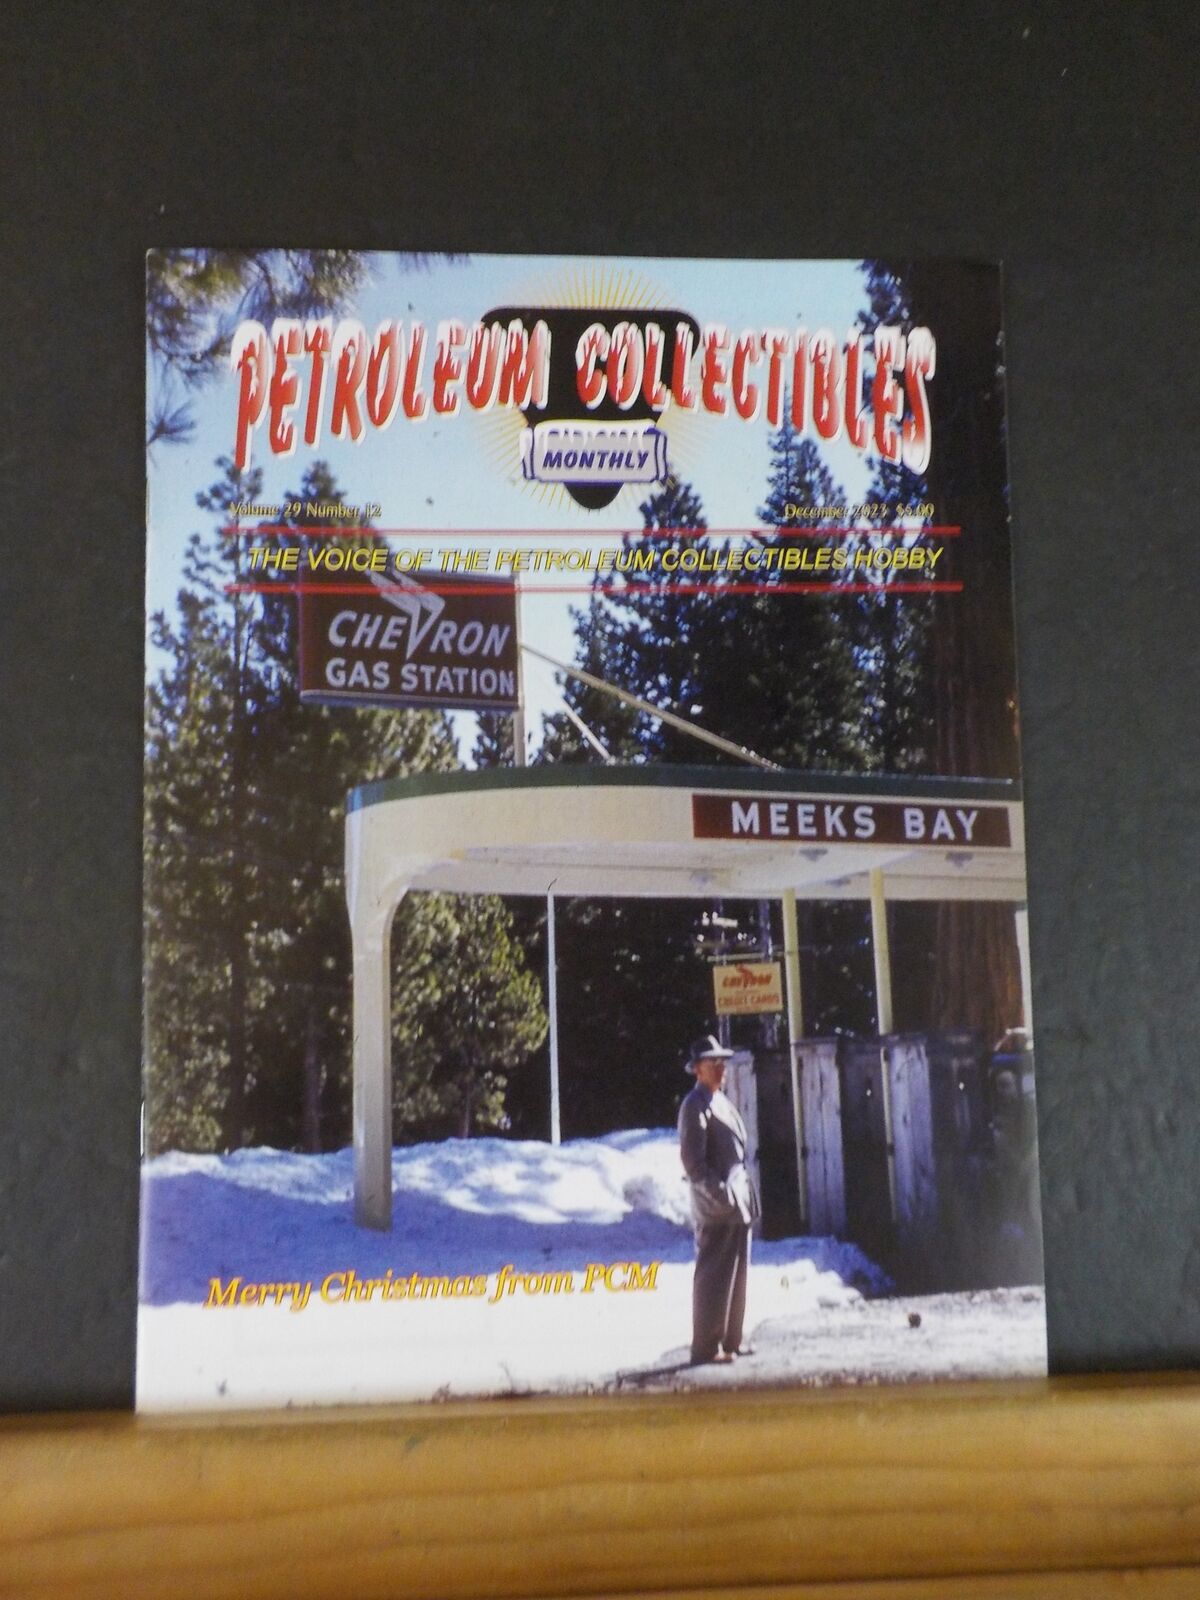 PETROLEUM COLLECTIBLES
MONTHLY
Volume 29 Number 12
December 2023 $5.00
THE VOICE OF THE PETROLEUM COLLECTIBLES HOBBY
CHEVRON
GAS STATION
MEEKS BAY
CHEVRON
CREDIT CARDS
Merry Christmas from PCM